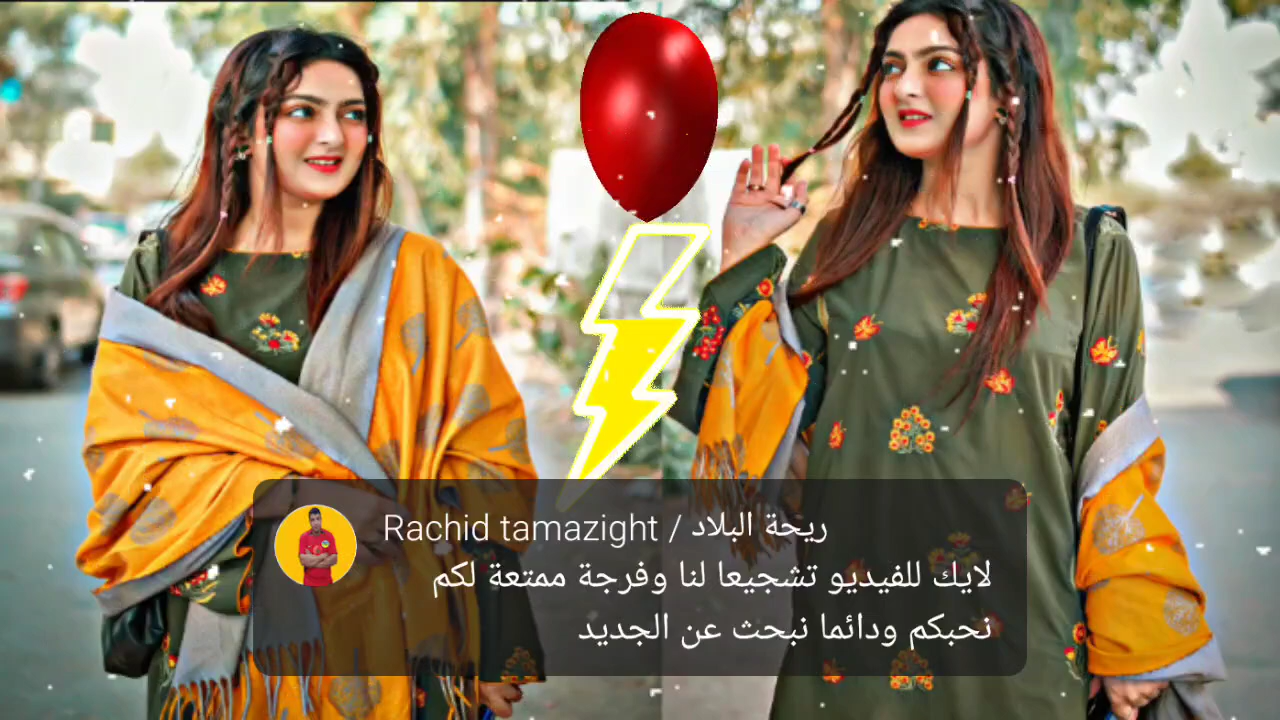 Rachid tamazight / ريحة البلاد
لايك للفيديو تشجيعا لنا وفرجة ممتعة لكم
نحبكم ودائما نبحث عن الجديد